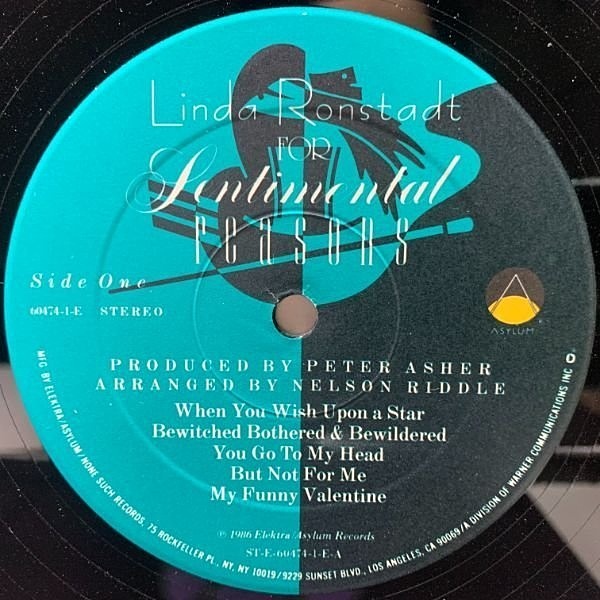 Linda Ronstadt
FOR
Sentimental
reasons
Side One
60474-1-E STEREO
ASYLUM
PRODUCED BY PETER ASHER
ARRANGED BY NELSON RIDDLE
When You Wish Upon a Star
Bewitched Bothered & Bewildered
You Go To My Head
But Not For Me
My Funny Valentine
℗ 1986 Elektra/Asylum Records
ST-E-60474-1-E-A
MFG. BY ELEKTRA/ASYLUM/NONE SUCH RECORDS, 75 ROCKFELLER PL., NY, NY 10019/9229 SUNSET BLVD., LOS ANGELES, CA 90069/A DIVISION OF WARNER COMMUNICATIONS INC